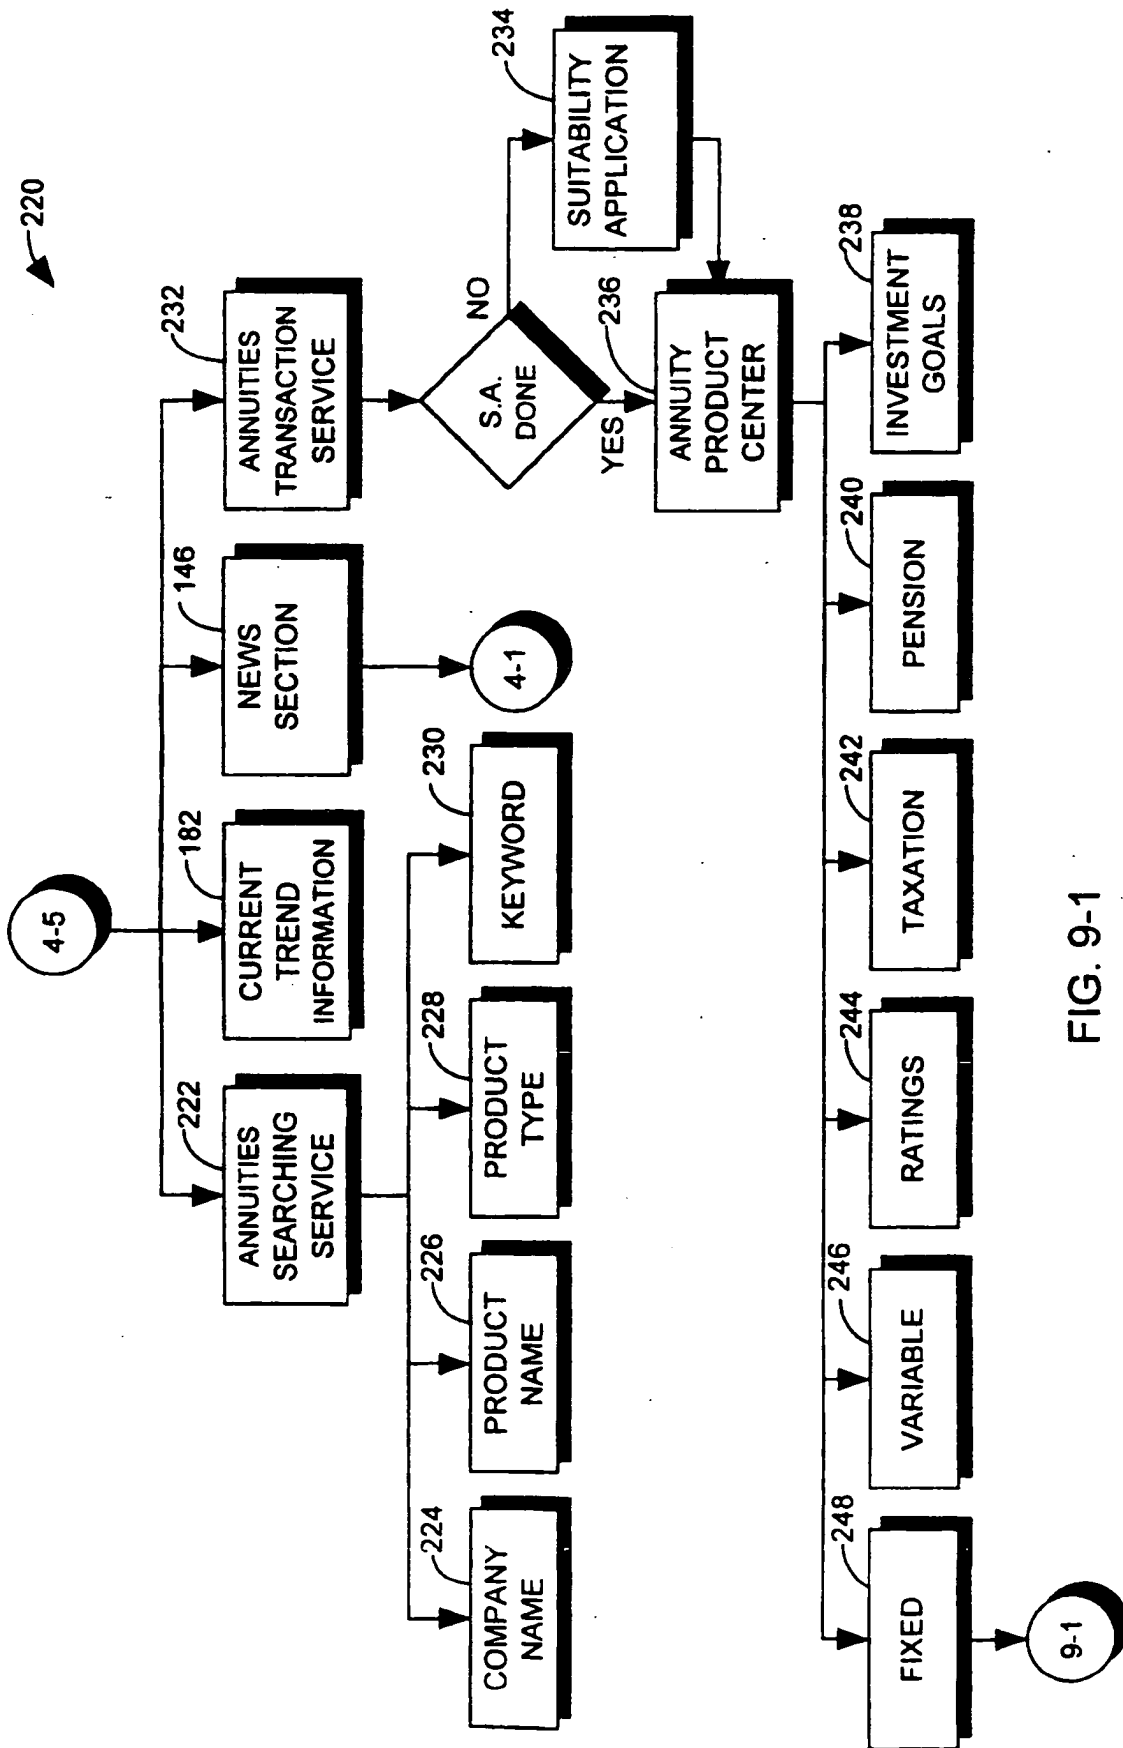 220
4-5
222
ANNUITIES
SEARCHING
SERVICE
182
CURRENT
TREND
INFORMATION
146
NEWS
SECTION
232
ANNUITIES
TRANSACTION
SERVICE
4-1
S.A.
DONE
NO
YES
234
SUITABILITY
APPLICATION
224
COMPANY
NAME
226
PRODUCT
NAME
228
PRODUCT
TYPE
230
KEYWORD
236
ANNUITY
PRODUCT
CENTER
248
FIXED
246
VARIABLE
244
RATINGS
242
TAXATION
240
PENSION
238
INVESTMENT
GOALS
9-1
FIG. 9-1